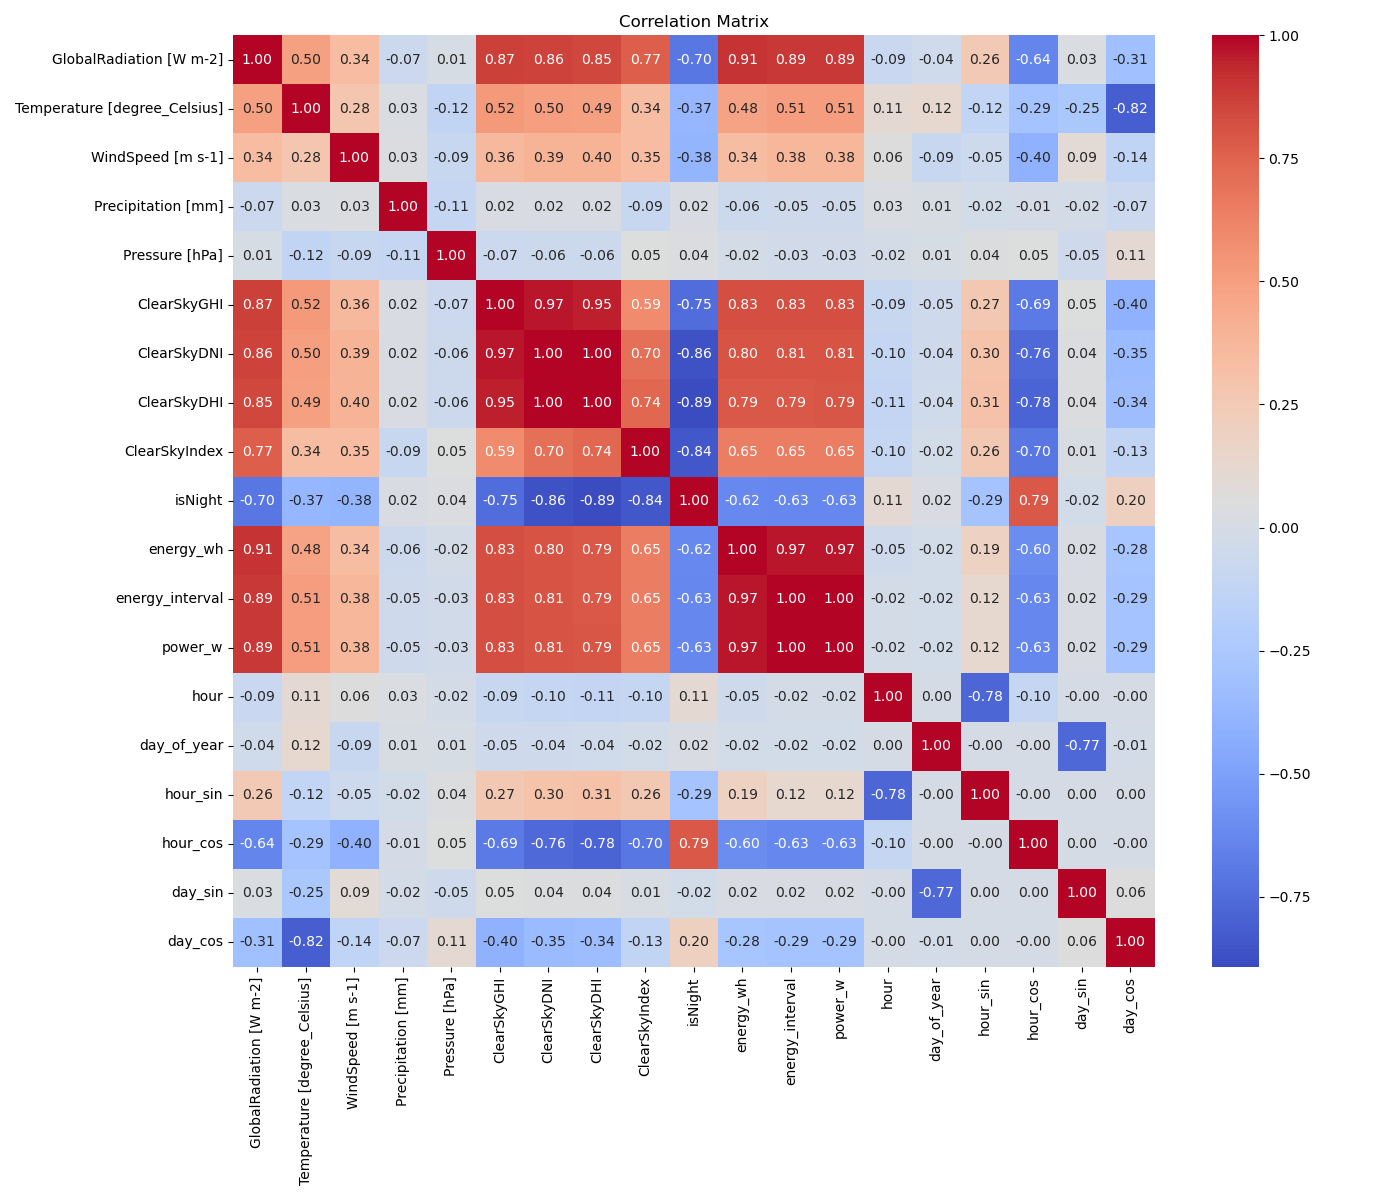 Correlation Matrix
GlobalRadiation [W m-2] 1.00 0.50 0.34 -0.07 0.01 0.87 0.86 0.85 0.77 -0.70 0.91 0.89 0.89 -0.09 -0.04 0.26 -0.64 0.03 -0.31
Temperature [degree_Celsius] 0.50 1.00 0.28 0.03 -0.12 0.52 0.50 0.49 0.34 -0.37 0.48 0.51 0.51 0.11 0.12 -0.12 -0.29 -0.25 -0.82
WindSpeed [m s-1] 0.34 0.28 1.00 0.03 -0.09 0.36 0.39 0.40 0.35 -0.38 0.34 0.38 0.38 0.06 -0.09 -0.05 -0.40 0.09 -0.14
Precipitation [mm] -0.07 0.03 0.03 1.00 -0.11 0.02 0.02 0.02 -0.09 0.02 -0.06 -0.05 -0.05 0.03 0.01 -0.02 -0.01 -0.02 -0.07
Pressure [hPa] 0.01 -0.12 -0.09 -0.11 1.00 -0.07 -0.06 -0.06 0.05 0.04 -0.02 -0.03 -0.03 -0.02 0.01 0.04 0.05 -0.05 0.11
ClearSkyGHI 0.87 0.52 0.36 0.02 -0.07 1.00 0.97 0.95 0.59 -0.75 0.83 0.83 0.83 -0.09 -0.05 0.27 -0.69 0.05 -0.40
ClearSkyDNI 0.86 0.50 0.39 0.02 -0.06 0.97 1.00 1.00 0.70 -0.86 0.80 0.81 0.81 -0.10 -0.04 0.30 -0.76 0.04 -0.35
ClearSkyDHI 0.85 0.49 0.40 0.02 -0.06 0.95 1.00 1.00 0.74 -0.89 0.79 0.79 0.79 -0.11 -0.04 0.31 -0.78 0.04 -0.34
ClearSkyIndex 0.77 0.34 0.35 -0.09 0.05 0.59 0.70 0.74 1.00 -0.84 0.65 0.65 0.65 -0.10 -0.02 0.26 -0.70 0.01 -0.13
isNight -0.70 -0.37 -0.38 0.02 0.04 -0.75 -0.86 -0.89 -0.84 1.00 -0.62 -0.63 -0.63 0.11 0.02 -0.29 0.79 -0.02 0.20
energy_wh 0.91 0.48 0.34 -0.06 -0.02 0.83 0.80 0.79 0.65 -0.62 1.00 0.97 0.97 -0.05 -0.02 0.19 -0.60 0.02 -0.28
energy_interval 0.89 0.51 0.38 -0.05 -0.03 0.83 0.81 0.79 0.65 -0.63 0.97 1.00 1.00 -0.02 -0.02 0.12 -0.63 0.02 -0.29
power_w 0.89 0.51 0.38 -0.05 -0.03 0.83 0.81 0.79 0.65 -0.63 0.97 1.00 1.00 -0.02 -0.02 0.12 -0.63 0.02 -0.29
hour -0.09 0.11 0.06 0.03 -0.02 -0.09 -0.10 -0.11 -0.10 0.11 -0.05 -0.02 -0.02 1.00 0.00 -0.78 -0.10 -0.00 -0.00
day_of_year -0.04 0.12 -0.09 0.01 0.01 -0.05 -0.04 -0.04 -0.02 0.02 -0.02 -0.02 -0.02 0.00 1.00 -0.00 -0.00 -0.77 -0.01
hour_sin 0.26 -0.12 -0.05 -0.02 0.04 0.27 0.30 0.31 0.26 -0.29 0.19 0.12 0.12 -0.78 -0.00 1.00 -0.00 0.00 0.00
hour_cos -0.64 -0.29 -0.40 -0.01 0.05 -0.69 -0.76 -0.78 -0.70 0.79 -0.60 -0.63 -0.63 -0.10 -0.00 -0.00 1.00 0.00 -0.00
day_sin 0.03 -0.25 0.09 -0.02 -0.05 0.05 0.04 0.04 0.01 -0.02 0.02 0.02 0.02 -0.00 -0.77 0.00 0.00 1.00 0.06
day_cos -0.31 -0.82 -0.14 -0.07 0.11 -0.40 -0.35 -0.34 -0.13 0.20 -0.28 -0.29 -0.29 -0.00 -0.01 0.00 -0.00 0.06 1.00
GlobalRadiation [W m-2]
Temperature [degree_Celsius]
WindSpeed [m s-1]
Precipitation [mm]
Pressure [hPa]
ClearSkyGHI
ClearSkyDNI
ClearSkyDHI
ClearSkyIndex
isNight
energy_wh
energy_interval
power_w
hour
day_of_year
hour_sin
hour_cos
day_sin
day_cos
1.00
0.75
0.50
0.25
0.00
−0.25
−0.50
−0.75